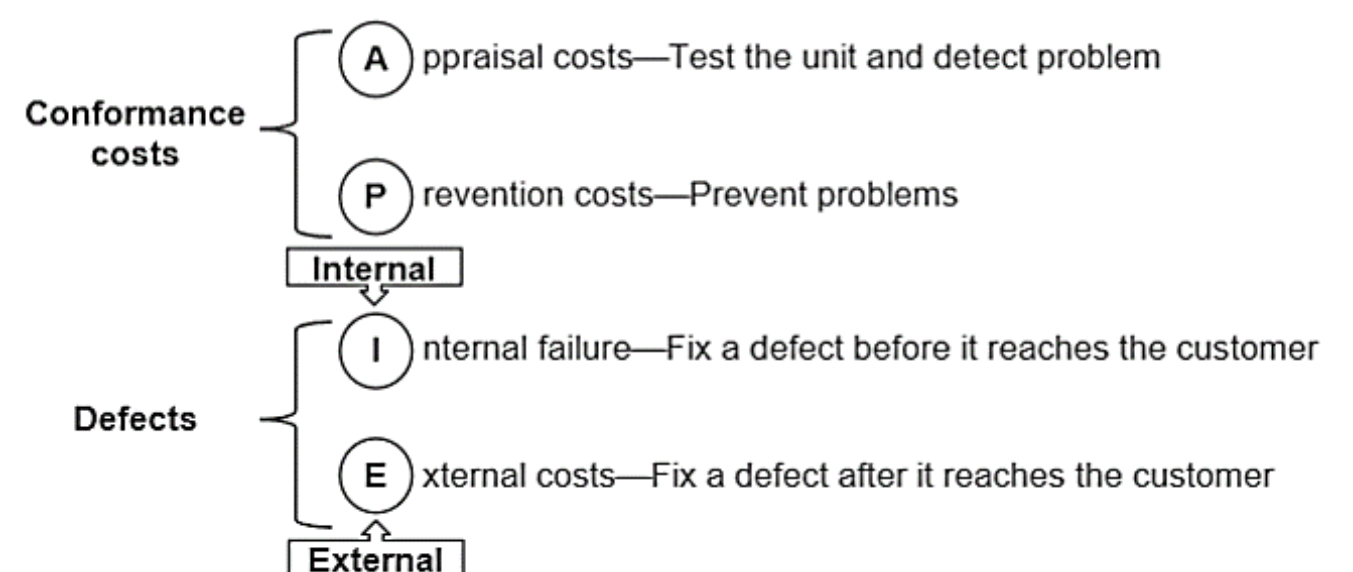 A ppraisal costs—Test the unit and detect problem
Conformance
costs
P revention costs—Prevent problems
Internal
I nternal failure—Fix a defect before it reaches the customer
Defects
E xternal costs—Fix a defect after it reaches the customer
External